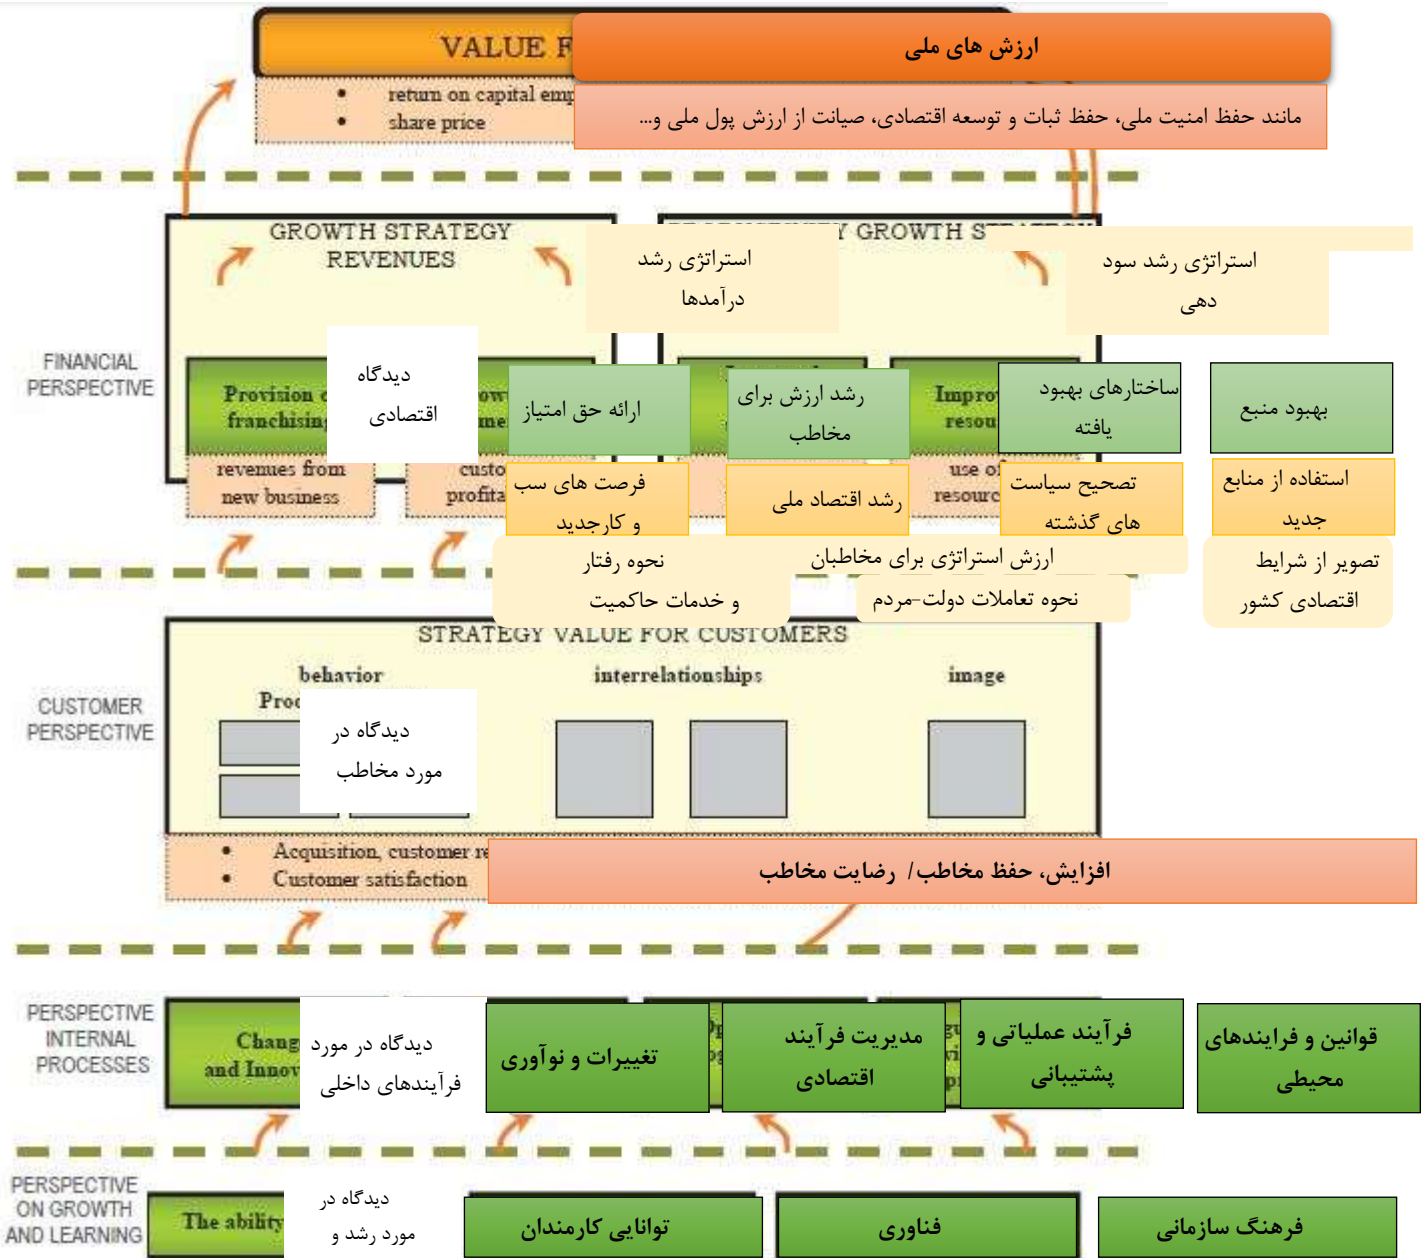 VALUE F
ارزش های ملی
return on capital emp
share price
مانند حفظ امنیت ملی، حفظ ثبات و توسعه اقتصادی، صیانت از ارزش پول ملی و...
GROWTH STRATEGY
REVENUES
Y GROWTH S
استراتژی رشد
درآمدها
استراتژی رشد سود
دهی
FINANCIAL
PERSPECTIVE
دیدگاه
اقتصادی
Provision
franchising
ارائه حق امتیاز
رشد ارزش برای
مخاطب
Impro
resou
ساختارهای بهبود
یافته
بهبود منبع
revenues from
new business
custo
profita
فرصت های سب
و کارجدید
رشد اقتصاد ملی
use of
resourc
تصحیح سیاست
های گذشته
استفاده از منابع
جدید
ارزش استراتژی برای مخاطبان
نحوه رفتار
و خدمات حاکمیت
نحوه تعاملات دولت-مردم
تصویر از شرایط
اقتصادی کشور
STRATEGY VALUE FOR CUSTOMERS
behavior
Pro
interrelationships
image
CUSTOMER
PERSPECTIVE
دیدگاه در
مورد مخاطب
Acquisition, customer re
Customer satisfaction
افزایش، حفظ مخاطب/ رضایت مخاطب
PERSPECTIVE
INTERNAL
PROCESSES
Chang
and Innov
دیدگاه در مورد
فرآیندهای داخلی
تغییرات و نوآوری
مدیریت فرآیند
اقتصادی
فرآیند عملیاتی و
پشتیبانی
قوانین و فرایندهای
محیطی
PERSPECTIVE
ON GROWTH
AND LEARNING
The ability
دیدگاه در
مورد رشد و
توانایی کارمندان
فناوری
فرهنگ سازمانی